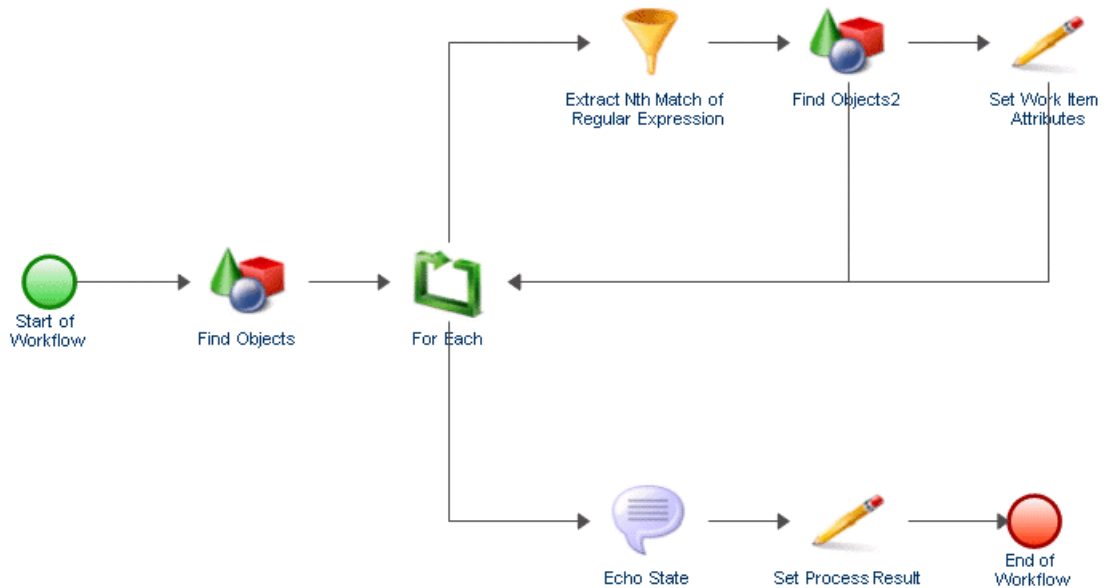 Extract Nth Match of
Regular Expression
Find Objects2
Set Work Item
Attributes
Start of
Workflow
Find Objects
For Each
Echo State
Set Process Result
End of
Workflow